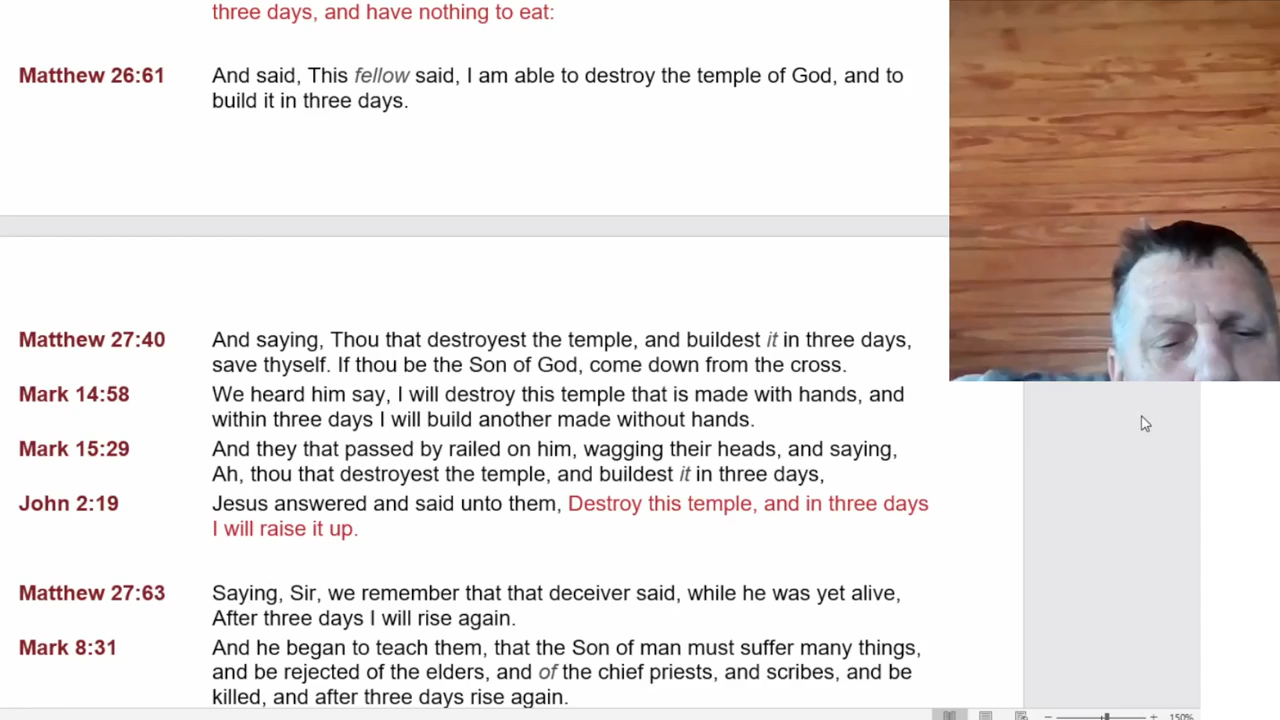 three days, and have nothing to eat:
Matthew 26:61 And said, This fellow said, I am able to destroy the temple of God, and to
build it in three days.
Matthew 27:40 And saying, Thou that destroyest the temple, and buildest it in three days,
save thyself. If thou be the Son of God, come down from the cross.
Mark 14:58 We heard him say, I will destroy this temple that is made with hands, and
within three days I will build another made without hands.
Mark 15:29 And they that passed by railed on him, wagging their heads, and saying,
Ah, thou that destroyest the temple, and buildest it in three days,
John 2:19 Jesus answered and said unto them, Destroy this temple, and in three days
I will raise it up.
Matthew 27:63 Saying, Sir, we remember that that deceiver said, while he was yet alive,
After three days I will rise again.
Mark 8:31 And he began to teach them, that the Son of man must suffer many things,
and be rejected of the elders, and of the chief priests, and scribes, and be
killed, and after three days rise again.
150%